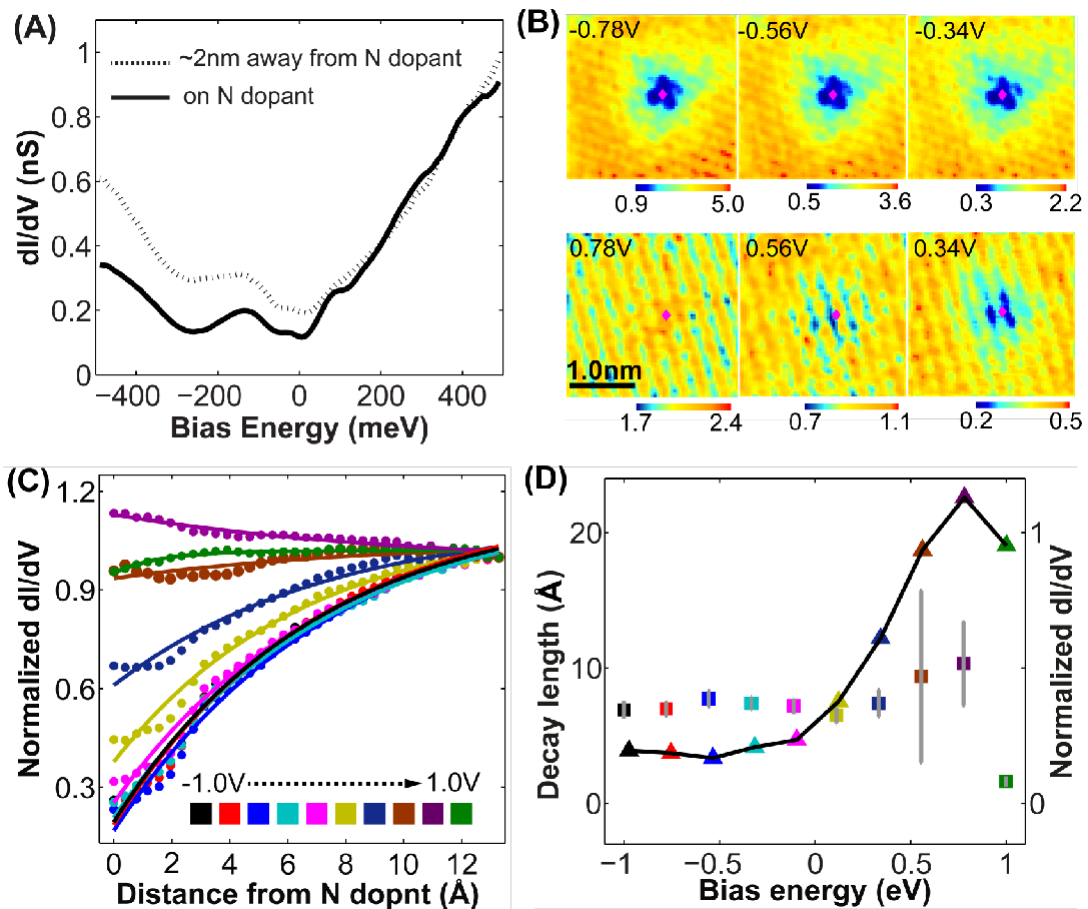 (A)
1
0.8
0.6
0.4
0.2
0
dI/dV (nS)
~2nm away from N dopant
on N dopant
−400 −200 0 200 400
Bias Energy (meV)
(B)
-0.78V -0.56V -0.34V
0.9 5.0 0.5 3.6 0.3 2.2
0.78V 0.56V 0.34V
1.0nm
1.7 2.4 0.7 1.1 0.2 0.5
(C)
1.2
0.9
0.6
0.3
Normalized dI/dV
-1.0V 1.0V
0 2 4 6 8 10 12
Distance from N dopnt (Å)
(D)
20
10
0
Decay length (Å)
1
0
Normalized dI/dV
−1 −0.5 0 0.5 1
Bias energy (eV)